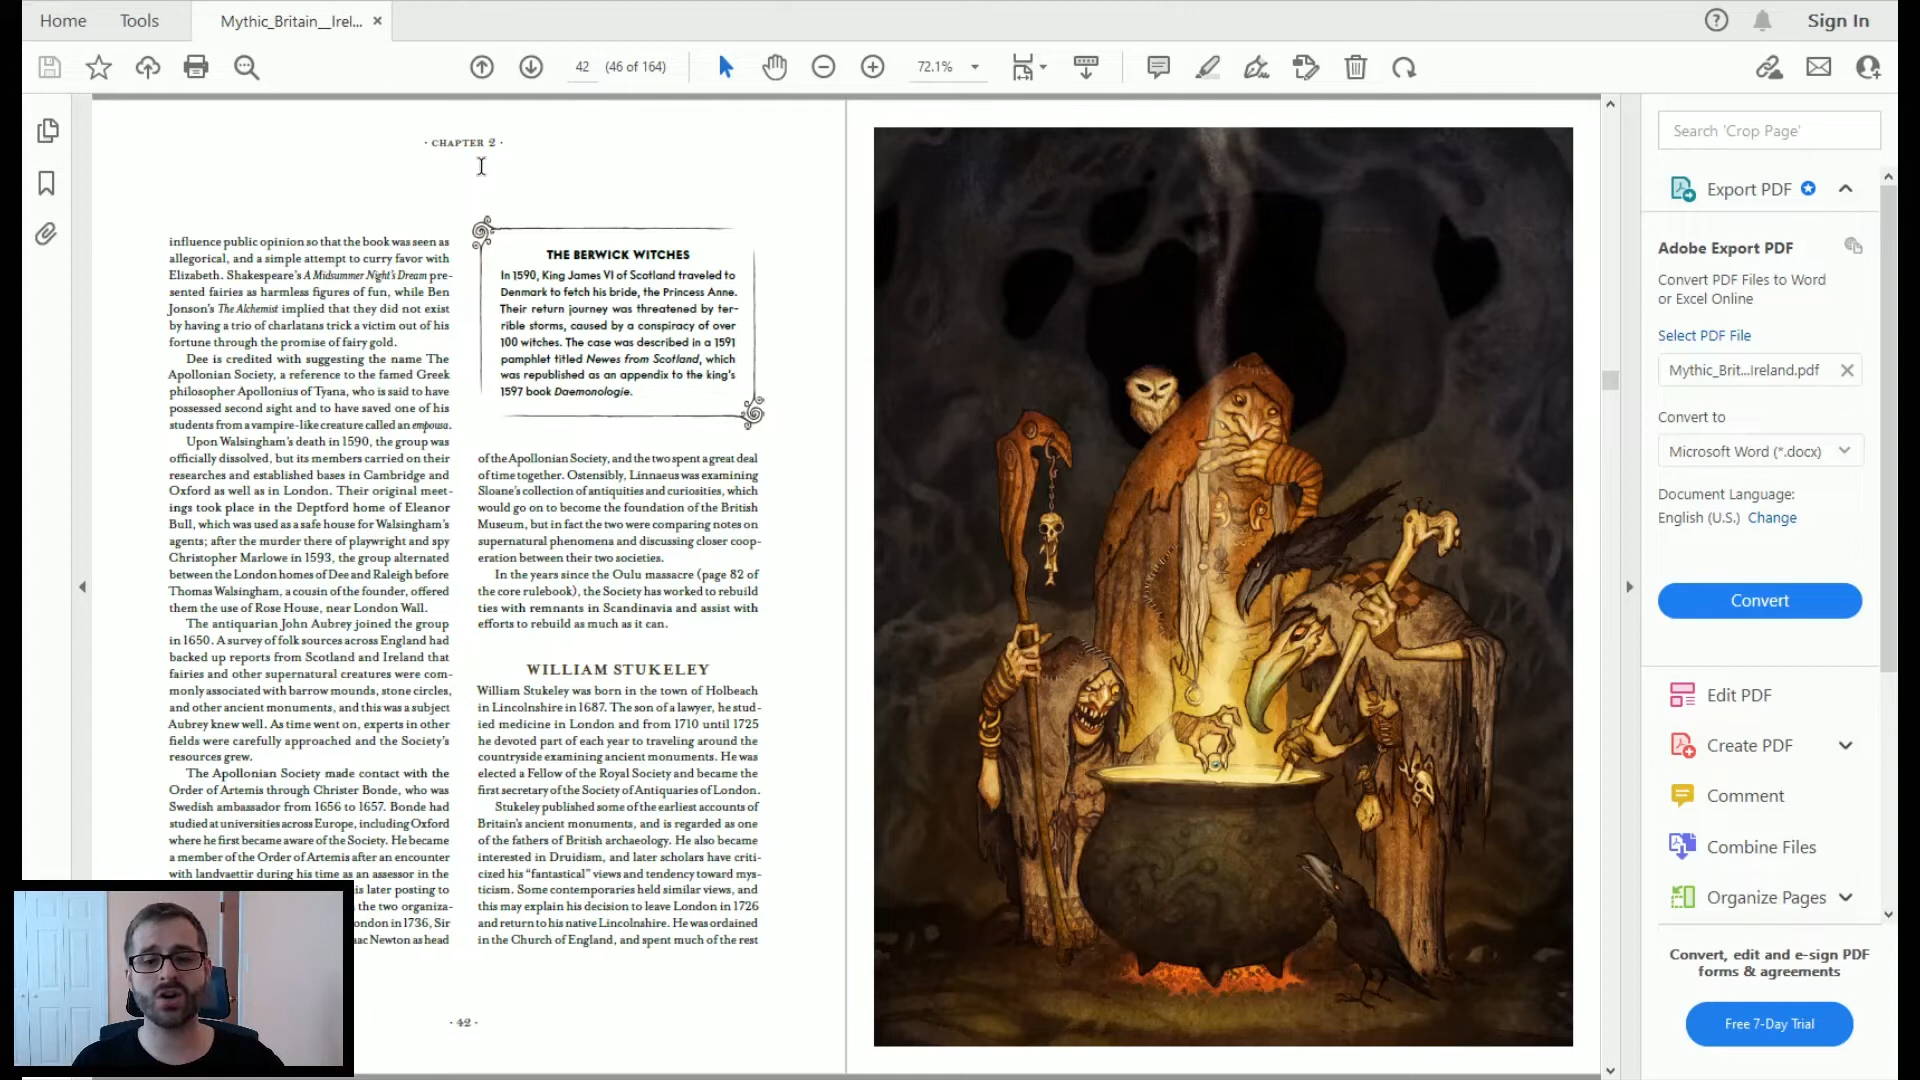 Home
Tools
Mythic_Britain__Irel...
Sign In
42
(46 of 164)
72.1%
· CHAPTER 2 ·
influence public opinion so that the book was seen as
allegorical, and a simple attempt to curry favor with
Elizabeth. Shakespeare's A Midsummer Night's Dream pre-
sented fairies as harmless figures of fun, while Ben
Jonson's The Alchemist implied that they did not exist
by having a trio of charlatans trick a victim out of his
fortune through the promise of fairy gold.
Dee is credited with suggesting the name The
Apollonian Society, a reference to the famed Greek
philosopher Apollonius of Tyana, who is said to have
possessed second sight and to have saved one of his
students from a vampire-like creature called an empousa.
Upon Walsingham's death in 1590, the group was
officially dissolved, but its members carried on their
researches and established bases in Cambridge and
Oxford as well as in London. Their original meet-
ings took place in the Deptford home of Eleanor
Bull, which was used as a safe house for Walsingham's
agents; after the murder there of playwright and spy
Christopher Marlowe in 1593, the group alternated
between the London homes of Dee and Raleigh before
Thomas Walsingham, a cousin of the founder, offered
them the use of Rose House, near London Wall.
The antiquarian John Aubrey joined the group
in 1650. A survey of folk sources across England had
backed up reports from Scotland and Ireland that
fairies and other supernatural creatures were com-
monly associated with barrow mounds, stone circles,
and other ancient monuments, and this was a subject
Aubrey knew well. As time went on, experts in other
fields were carefully approached and the Society's
resources grew.
The Apollonian Society made contact with the
Order of Artemis through Christer Bonde, who was
Swedish ambassador from 1656 to 1657. Bonde had
studied at universities across Europe, including Oxford
where he first became aware of the Society. He became
a member of the Order of Artemis after an encounter
with landvaettir during his time as an assessor in the
is later posting to
the two organiza-
ondon in 1736, Sir
aac Newton as head
THE BERWICK WITCHES
In 1590, King James VI of Scotland traveled to
Denmark to fetch his bride, the Princess Anne.
Their return journey was threatened by ter-
rible storms, caused by a conspiracy of over
100 witches. The case was described in a 1591
pamphlet titled Newes from Scotland, which
was republished as an appendix to the king's
1597 book Daemonologie.
of the Apollonian Society, and the two spent a great deal
of time together. Ostensibly, Linnaeus was examining
Sloane's collection of antiquities and curiosities, which
would go on to become the foundation of the British
Museum, but in fact the two were comparing notes on
supernatural phenomena and discussing closer coop-
eration between their two societies.
In the years since the Oulu massacre (page 82 of
the core rulebook), the Society has worked to rebuild
ties with remnants in Scandinavia and assist with
efforts to rebuild as much as it can.
WILLIAM STUKELEY
William Stukeley was born in the town of Holbeach
in Lincolnshire in 1687. The son of a lawyer, he stud-
ied medicine in London and from 1710 until 1725
he devoted part of each year to traveling around the
countryside examining ancient monuments. He was
elected a Fellow of the Royal Society and became the
first secretary of the Society of Antiquaries of London.
Stukeley published some of the earliest accounts of
Britain's ancient monuments, and is regarded as one
of the fathers of British archaeology. He also became
interested in Druidism, and later scholars have criti-
cized his "fantastical" views and tendency toward mys-
ticism. Some contemporaries held similar views, and
this may explain his decision to leave London in 1726
and return to his native Lincolnshire. He was ordained
in the Church of England, and spent much of the rest
· 42 ·
Search 'Crop Page'
Export PDF
Adobe Export PDF
Convert PDF Files to Word
or Excel Online
Select PDF File
Mythic_Brit...Ireland.pdf
Convert to
Microsoft Word (*.docx)
Document Language:
English (U.S.) Change
Convert
Edit PDF
Create PDF
Comment
Combine Files
Organize Pages
Convert, edit and e-sign PDF
forms & agreements
Free 7-Day Trial